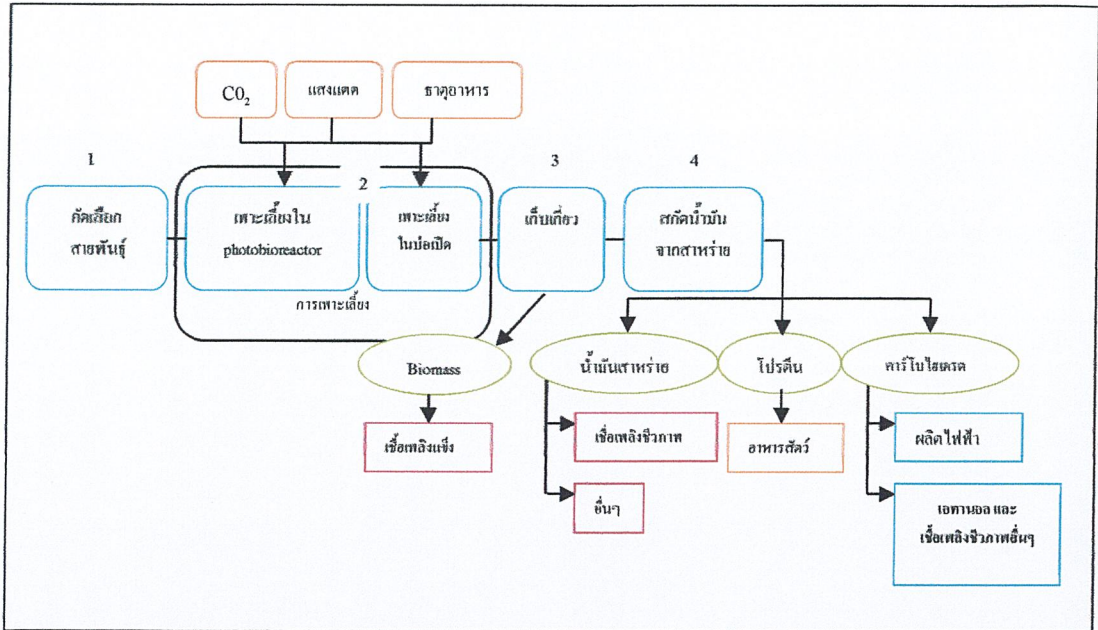 CO₂
แสงแดด
ธาตุอาหาร
1
2
3
4
คัดเลือก
สายพันธุ์
เพาะเลี้ยงใน
photobioreactor
เพาะเลี้ยง
ในบ่อเปิด
เก็บเกี่ยว
สกัดน้ำมัน
จากสาหร่าย
การเพาะเลี้ยง
Biomass
น้ำมันสาหร่าย
โปรตีน
คาร์โบไฮเดรต
เชื้อเพลิงแข็ง
เชื่อเพลิงชีวภาพ
อาหารสัตว์
ผลิตไฟฟ้า
อื่นๆ
เอทานอล และ
เชื้อเพลิงชีวภาพอื่นๆ